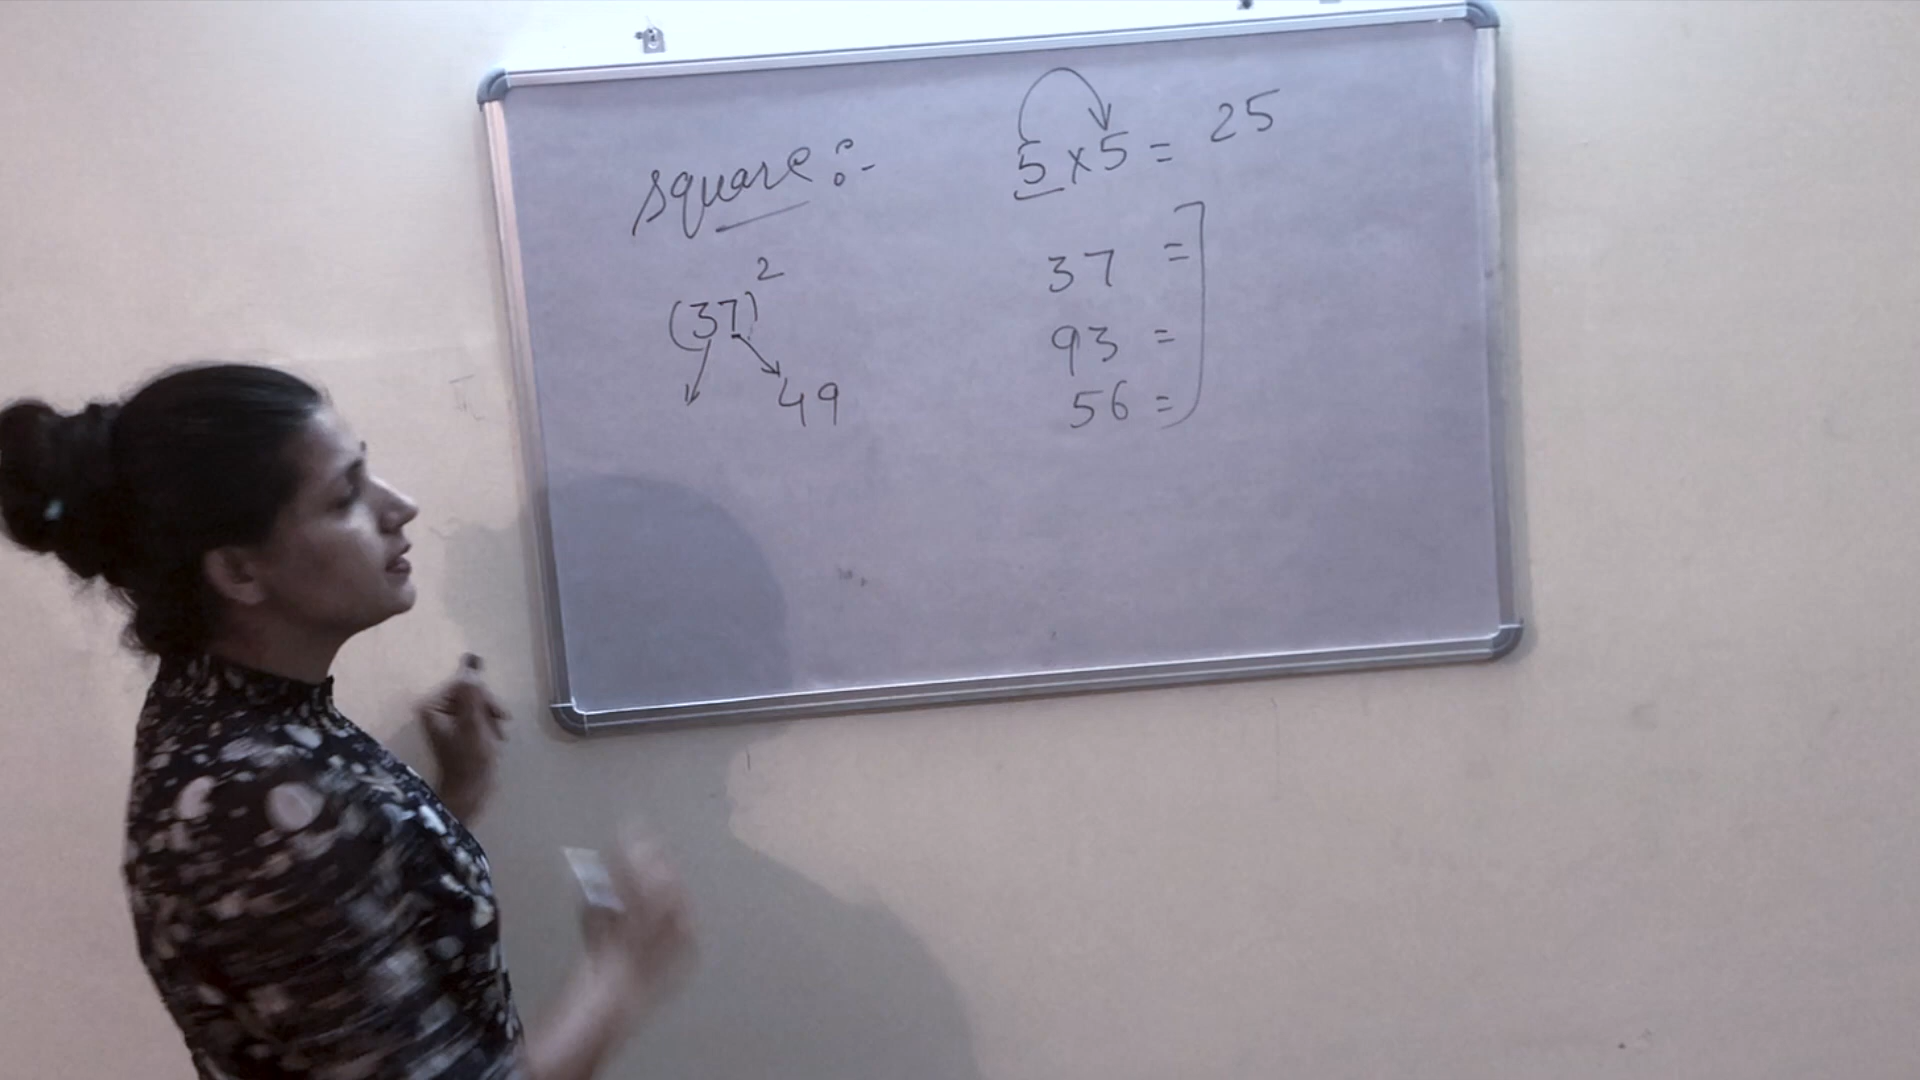 square :-
(37)²
49
5 x 5 = 25
37 =
93 =
56 =